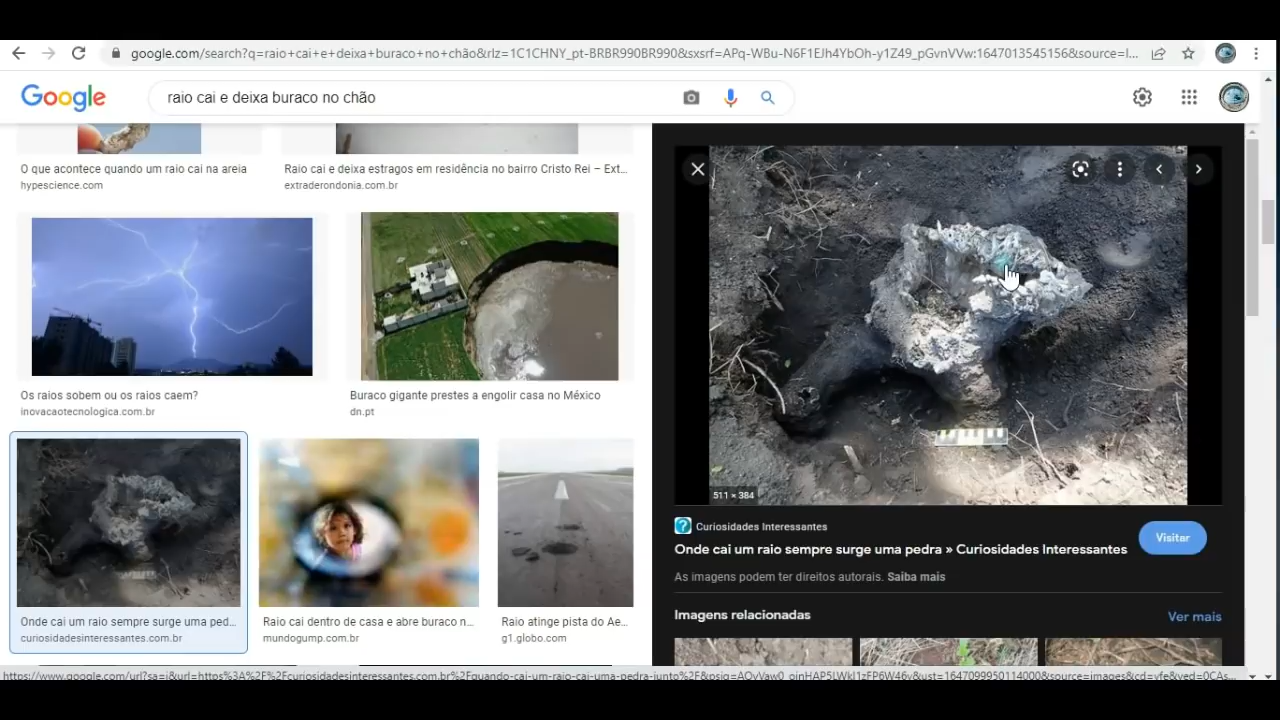 google.com/search?q=raio+cai+e+deixa+buraco+no+chão&rlz=1C1CHNY_pt-BRBR990BR990&sxsrf=APq-WBu-N6F1EJh4YbOh-y1Z49_pGvnVVw:1647013545156&source=l...
Google
raio cai e deixa buraco no chão
O que acontece quando um raio cai na areia
hypescience.com
Raio cai e deixa estragos em residência no bairro Cristo Rei – Ext...
extraderondonia.com.br
Os raios sobem ou os raios caem?
inovacaotecnologica.com.br
Buraco gigante prestes a engolir casa no México
dn.pt
Onde cai um raio sempre surge uma ped...
curiosidadesinteressantes.com.br
Raio cai dentro de casa e abre buraco n...
mundogump.com.br
Raio atinge pista do Ae...
g1.globo.com
511 × 384
? Curiosidades Interessantes
Onde cai um raio sempre surge uma pedra » Curiosidades Interessantes
Visitar
As imagens podem ter direitos autorais. Saiba mais
Imagens relacionadas
Ver mais